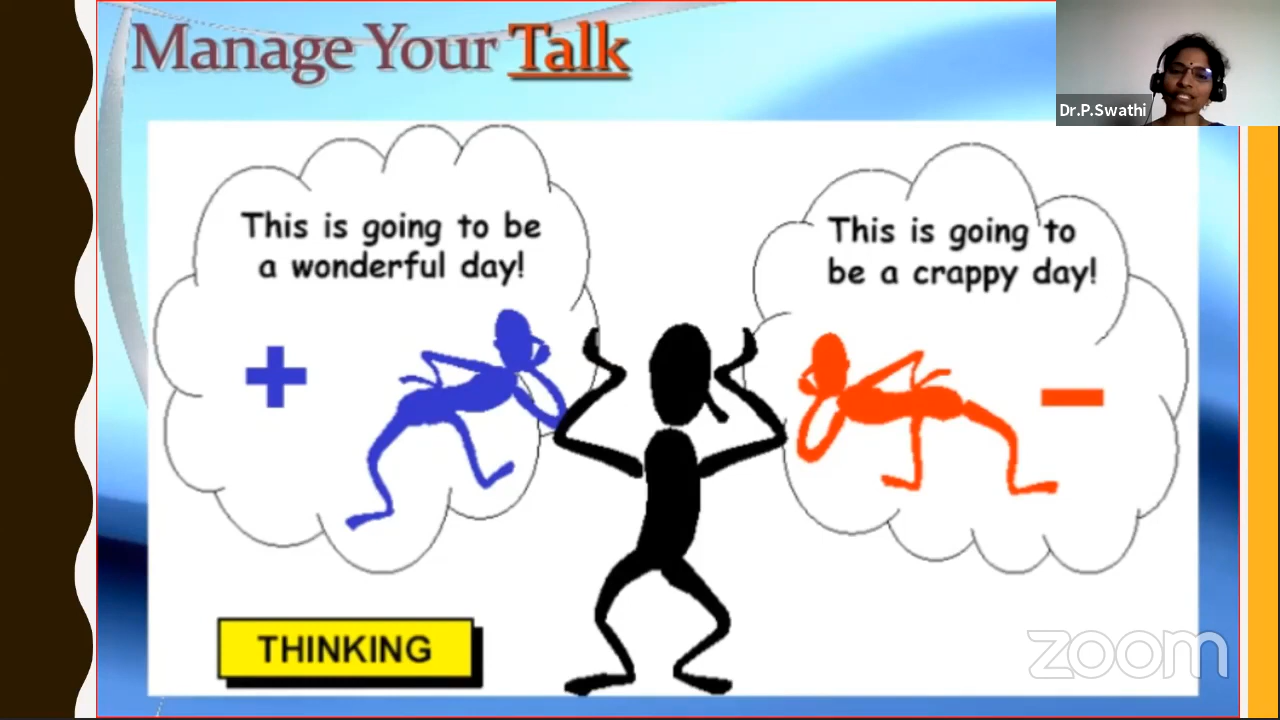 Manage Your Talk
Dr.P.Swathi
This is going to be
a wonderful day!
This is going to
be a crappy day!
THINKING
zoom